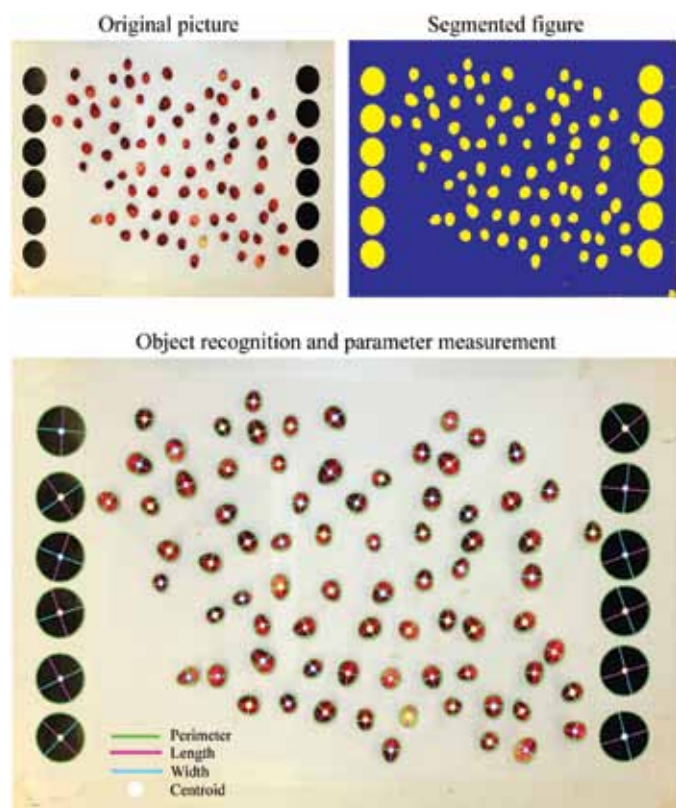 Original picture
Segmented figure
Object recognition and parameter measurement
Perimeter
Length
Width
Centroid